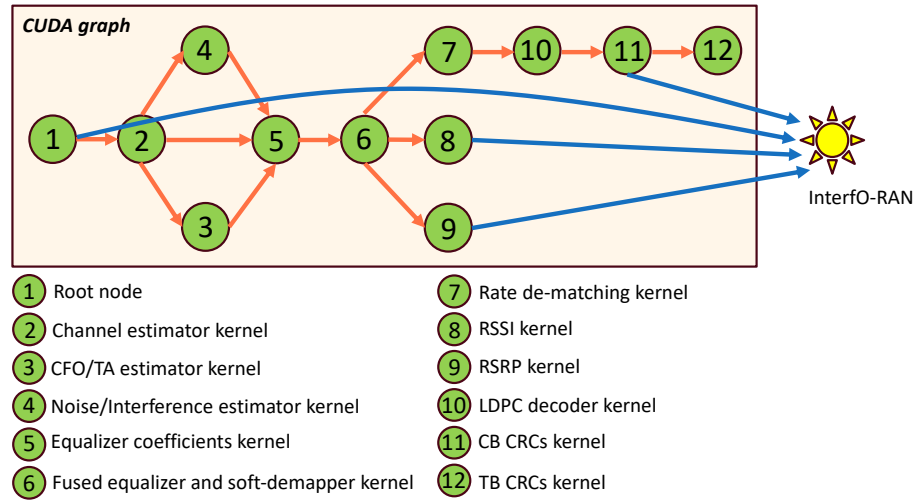 CUDA graph
4
7
10
11
12
1
2
5
6
8
3
9
InterfO-RAN
1 Root node
2 Channel estimator kernel
3 CFO/TA estimator kernel
4 Noise/Interference estimator kernel
5 Equalizer coefficients kernel
6 Fused equalizer and soft-demapper kernel
7 Rate de-matching kernel
8 RSSI kernel
9 RSRP kernel
10 LDPC decoder kernel
11 CB CRCs kernel
12 TB CRCs kernel